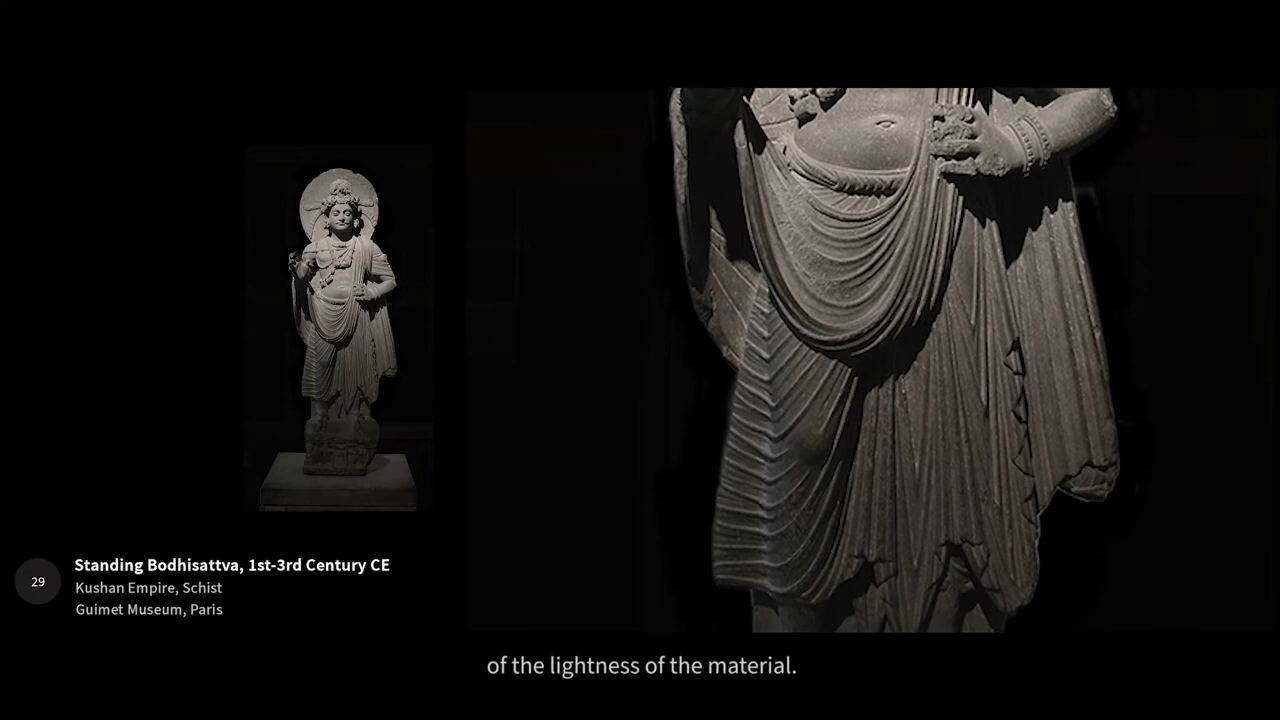 29
Standing Bodhisattva, 1st-3rd Century CE
Kushan Empire, Schist
Guimet Museum, Paris
of the lightness of the material.